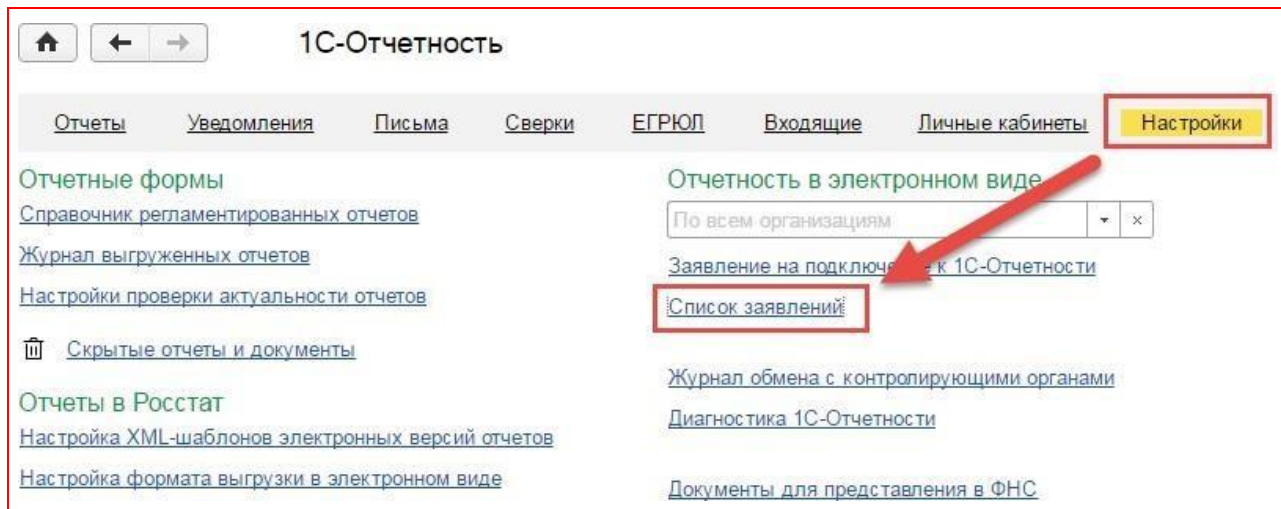 1С-Отчетность
Отчеты Уведомления Письма Сверки ЕГРЮЛ Входящие Личные кабинеты Настройки
Отчетные формы
Справочник регламентированных отчетов
Журнал выгруженных отчетов
Настройки проверки актуальности отчетов
Скрытые отчеты и документы
Отчеты в Росстат
Настройка XML-шаблонов электронных версий отчетов
Настройка формата выгрузки в электронном виде
Отчетность в электронном виде
По всем организациям
Заявление на подключение к 1С-Отчетности
Список заявлений
Журнал обмена с контролирующими органами
Диагностика 1С-Отчетности
Документы для представления в ФНС